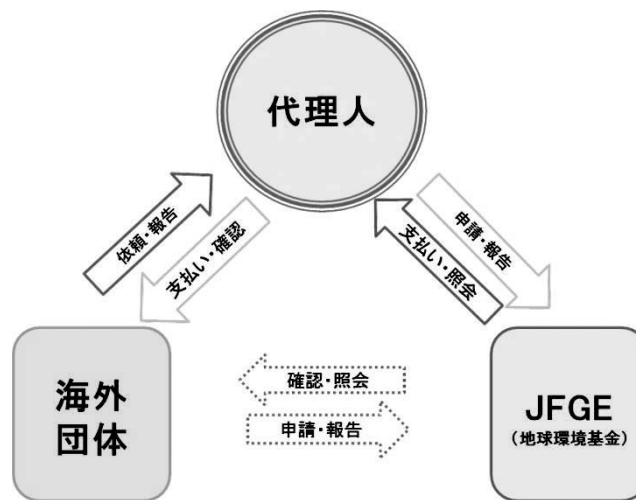 代理人
依頼・報告
支払い・確認
申請・報告
支払い・照会
海外
団体
確認・照会
申請・報告
JFGE
（地球環境基金）